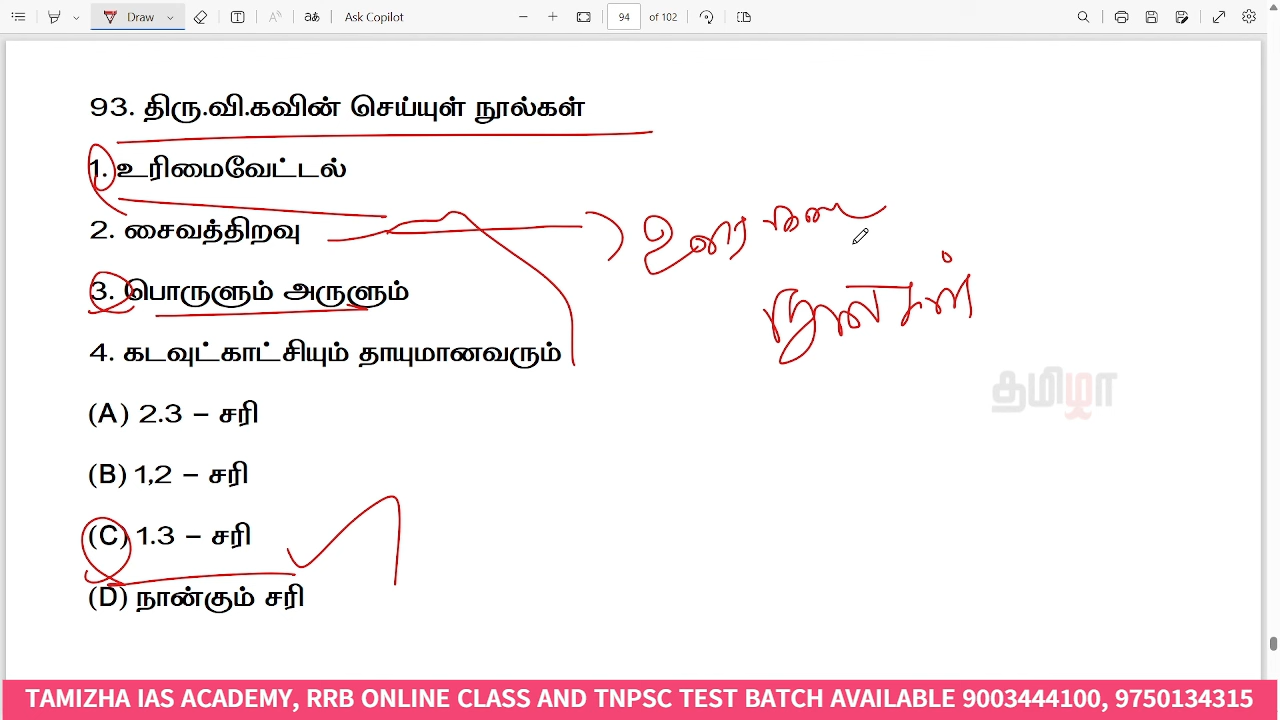 Draw
Ask Copilot
94 of 102
93. திரு.வி.கவின் செய்யுள் நூல்கள்
1. உரிமைவேட்டல்
2. சைவத்திறவு
உரைநடை
3. பொருளும் அருளும்
நூல்கள்
4. கடவுட்காட்சியும் தாயுமானவரும்
தமிழா
(A) 2.3 – சரி
(B) 1,2 – சரி
(C) 1.3 – சரி
(D) நான்கும் சரி
TAMIZHA IAS ACADEMY, RRB ONLINE CLASS AND TNPSC TEST BATCH AVAILABLE 9003444100, 9750134315